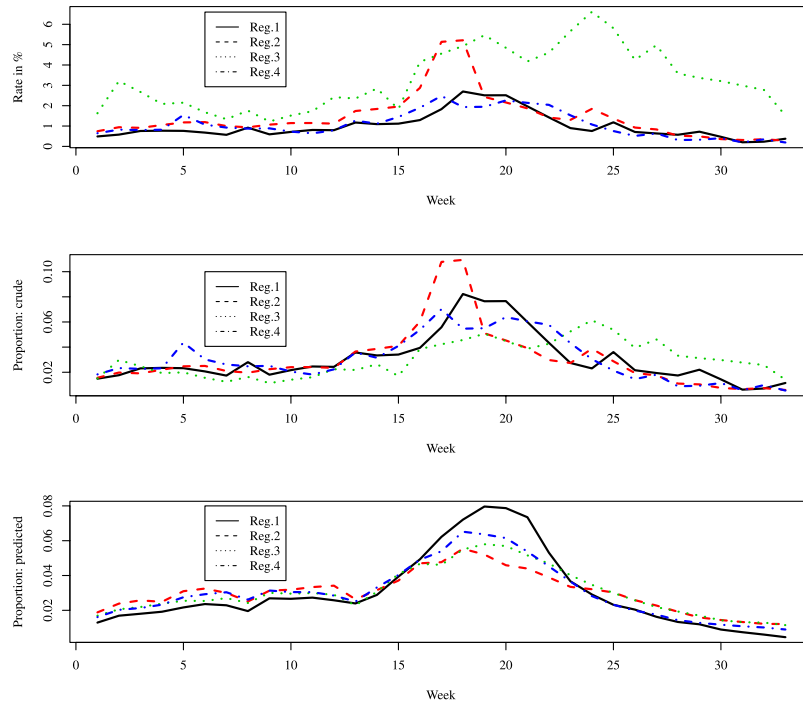 Rate in %
0 1 2 3 4 5 6
Reg.1
Reg.2
Reg.3
Reg.4
0 5 10 15 20 25 30
Week
Proportion: crude
0.02 0.06 0.10
Reg.1
Reg.2
Reg.3
Reg.4
0 5 10 15 20 25 30
Week
Proportion: predicted
0.02 0.04 0.06 0.08
Reg.1
Reg.2
Reg.3
Reg.4
0 5 10 15 20 25 30
Week